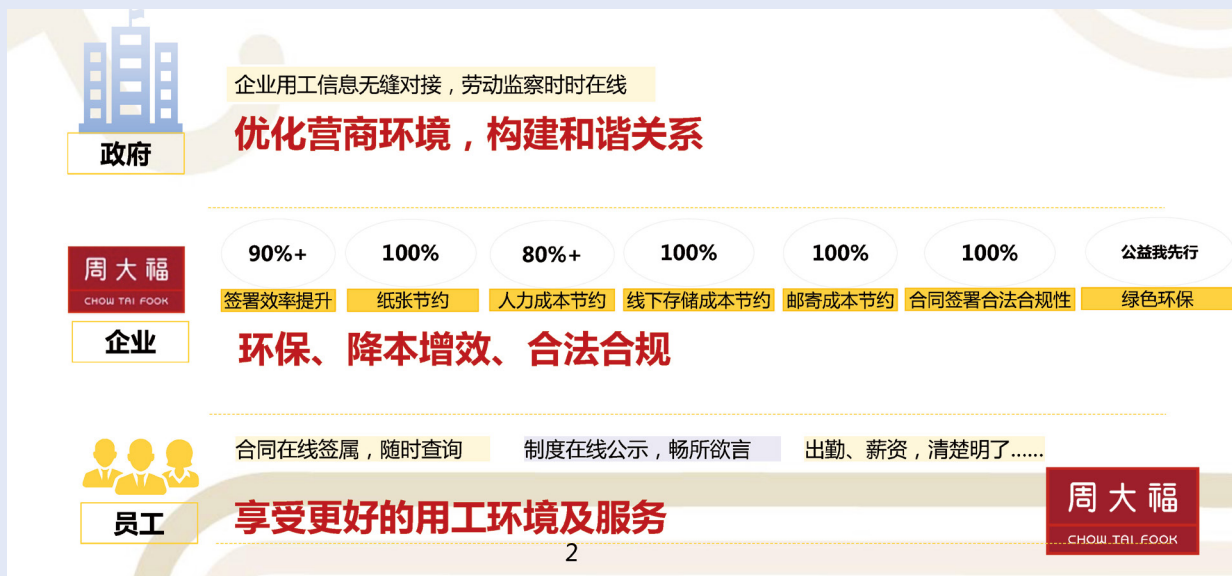 企业用工信息无缝对接，劳动监察时时在线
优化营商环境，构建和谐关系
政府
90%+ 100% 80%+ 100% 100% 100% 公益我先行
周大福
CHOW TAI FOOK
签署效率提升 纸张节约 人力成本节约 线下存储成本节约 邮寄成本节约 合同签署合法合规性 绿色环保
企业
环保、降本增效、合法合规
合同在线签属，随时查询 制度在线公示，畅所欲言 出勤、薪资，清楚明了......
员工
享受更好的用工环境及服务
周大福
CHOW TAI FOOK
2